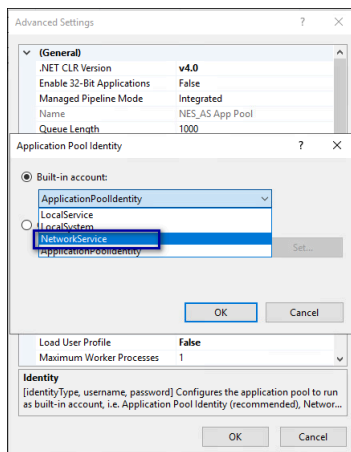 Advanced Settings ? ×
(General)
.NET CLR Version v4.0
Enable 32-Bit Applications False
Managed Pipeline Mode Integrated
Name NES_AS App Pool
Queue Length 1000
Application Pool Identity ? ×
Built-in account:
ApplicationPoolIdentity
LocalService
LocalSystem
NetworkService
ApplicationPoolIdentity
Set...
OK Cancel
Load User Profile False
Maximum Worker Processes 1
Identity
[identityType, username, password] Configures the application pool to run
as built-in account, i.e. Application Pool Identity (recommended), Networ...
OK Cancel